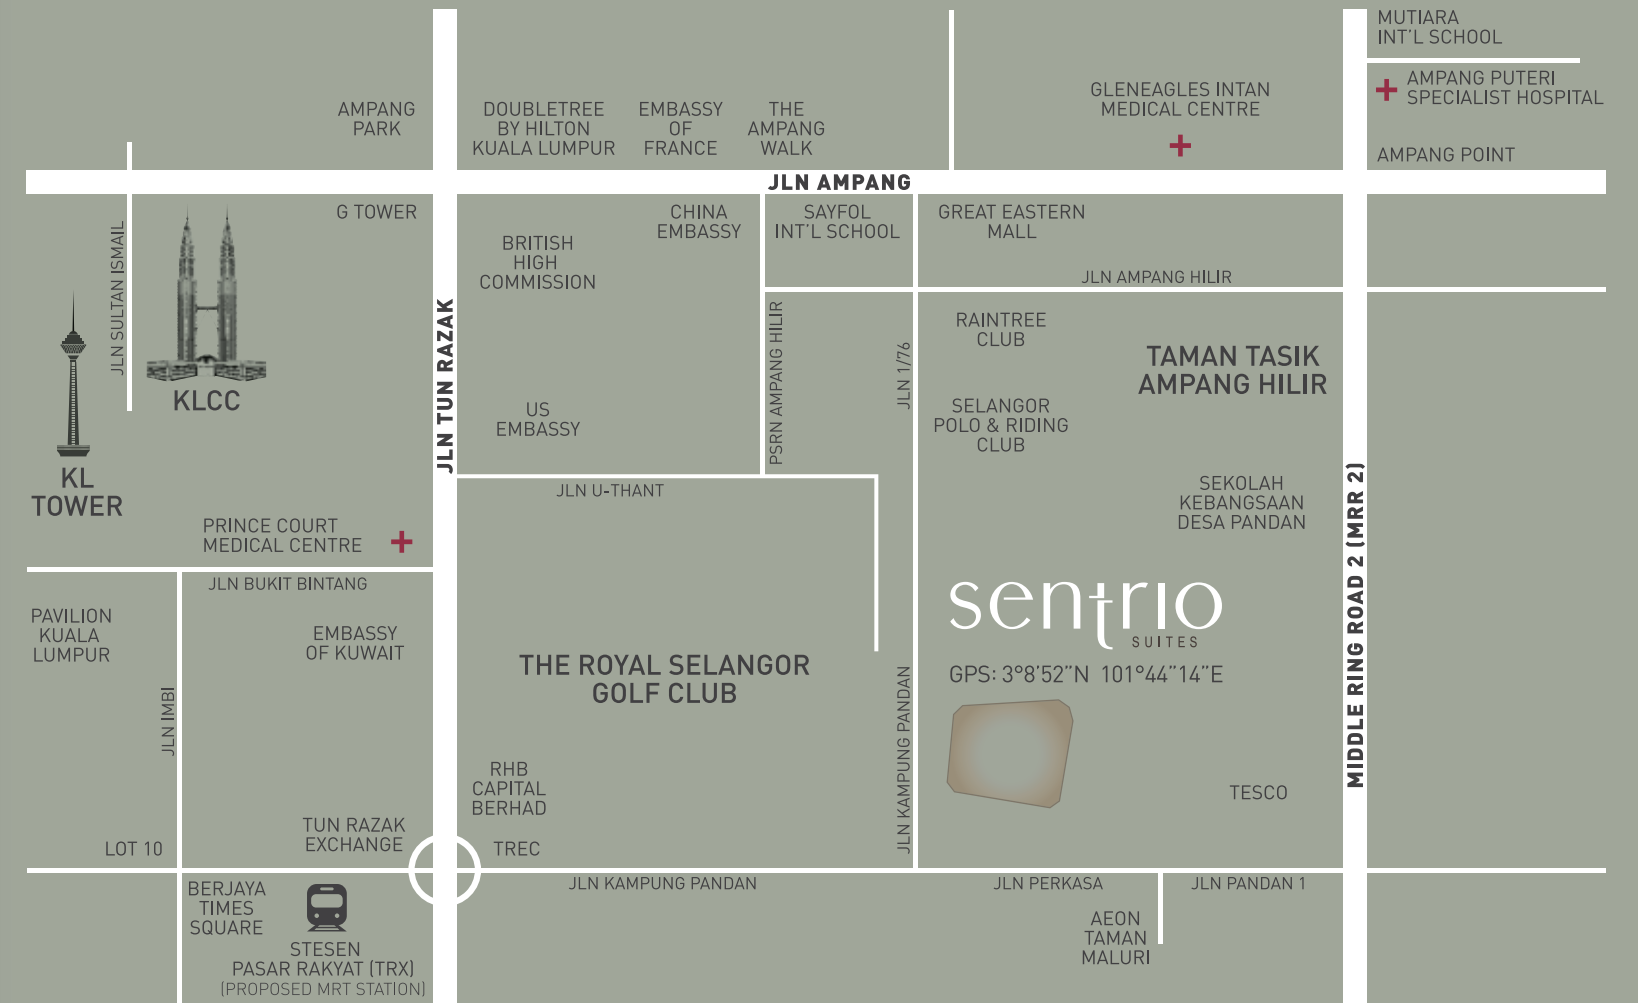 MUTIARA
INT'L SCHOOL
AMPANG PUTERI
SPECIALIST HOSPITAL
AMPANG POINT
GLENEAGLES INTAN
MEDICAL CENTRE
AMPANG
PARK
DOUBLETREE
BY HILTON
KUALA LUMPUR
EMBASSY
OF
FRANCE
THE
AMPANG
WALK
JLN AMPANG
G TOWER
JLN SULTAN ISMAIL
KLCC
KL
TOWER
JLN TUN RAZAK
BRITISH
HIGH
COMMISSION
CHINA
EMBASSY
SAYFOL
INT'L SCHOOL
GREAT EASTERN
MALL
JLN AMPANG HILIR
PSRN AMPANG HILIR
JLN 1/76
RAINTREE
CLUB
TAMAN TASIK
AMPANG HILIR
US
EMBASSY
SELANGOR
POLO & RIDING
CLUB
JLN U-THANT
SEKOLAH
KEBANGSAAN
DESA PANDAN
MIDDLE RING ROAD 2 (MRR 2)
PRINCE COURT
MEDICAL CENTRE
JLN BUKIT BINTANG
PAVILION
KUALA
LUMPUR
EMBASSY
OF KUWAIT
JLN IMBI
THE ROYAL SELANGOR
GOLF CLUB
sentrio
SUITES
GPS: 3°8'52”N 101°44”14”E
JLN KAMPUNG PANDAN
RHB
CAPITAL
BERHAD
TESCO
TUN RAZAK
EXCHANGE
LOT 10
TREC
JLN KAMPUNG PANDAN
JLN PERKASA
JLN PANDAN 1
BERJAYA
TIMES
SQUARE
STESEN
PASAR RAKYAT (TRX)
(PROPOSED MRT STATION)
AEON
TAMAN
MALURI